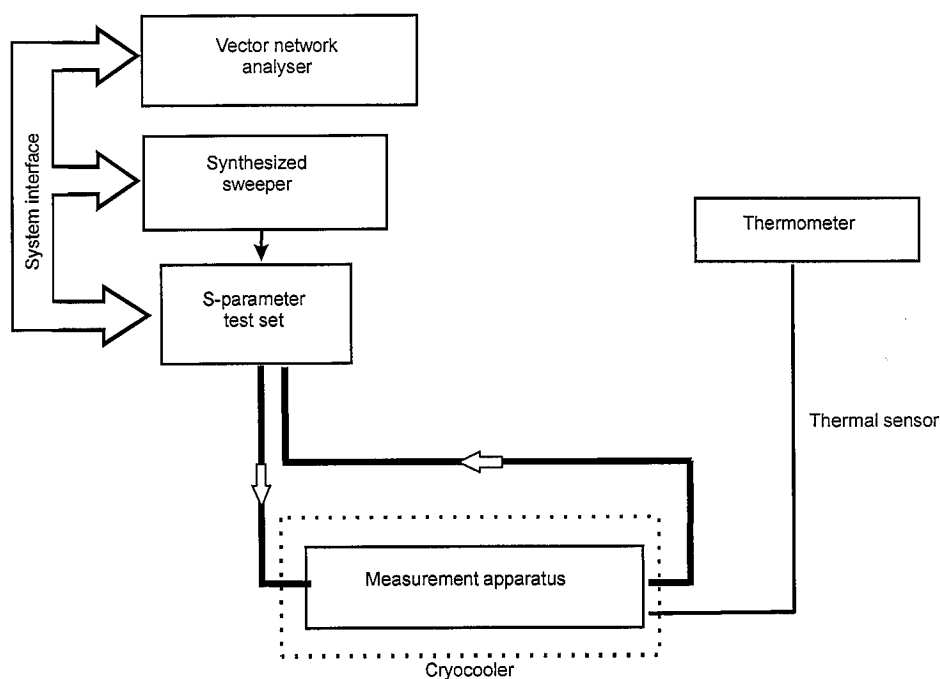 Vector network
analyser
System interface
Synthesized
sweeper
Thermometer
S-parameter
test set
Thermal sensor
Measurement apparatus
Cryocooler